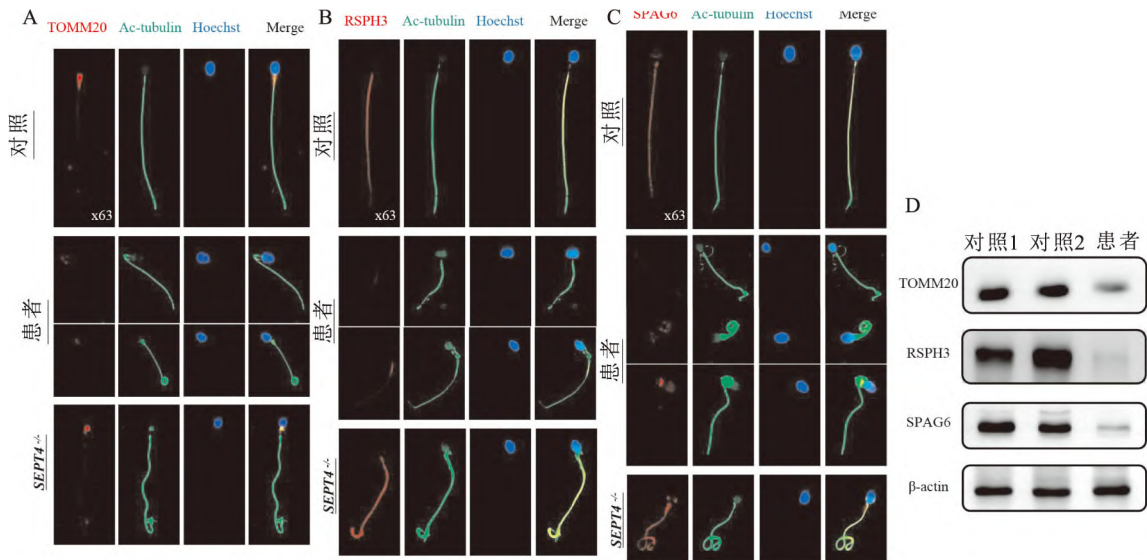 A
TOMM20 Ac-tubulin Hoechst Merge
对照
x63
患者
SEPT4 -/-
B
RSPH3 Ac-tubulin Hoechst Merge
对照
x63
患者
SEPT4 -/-
C
SPAG6 Ac-tubulin Hoechst Merge
对照
x63
患者
SEPT4 -/-
D
对照1 对照2 患者
TOMM20
RSPH3
SPAG6
β-actin